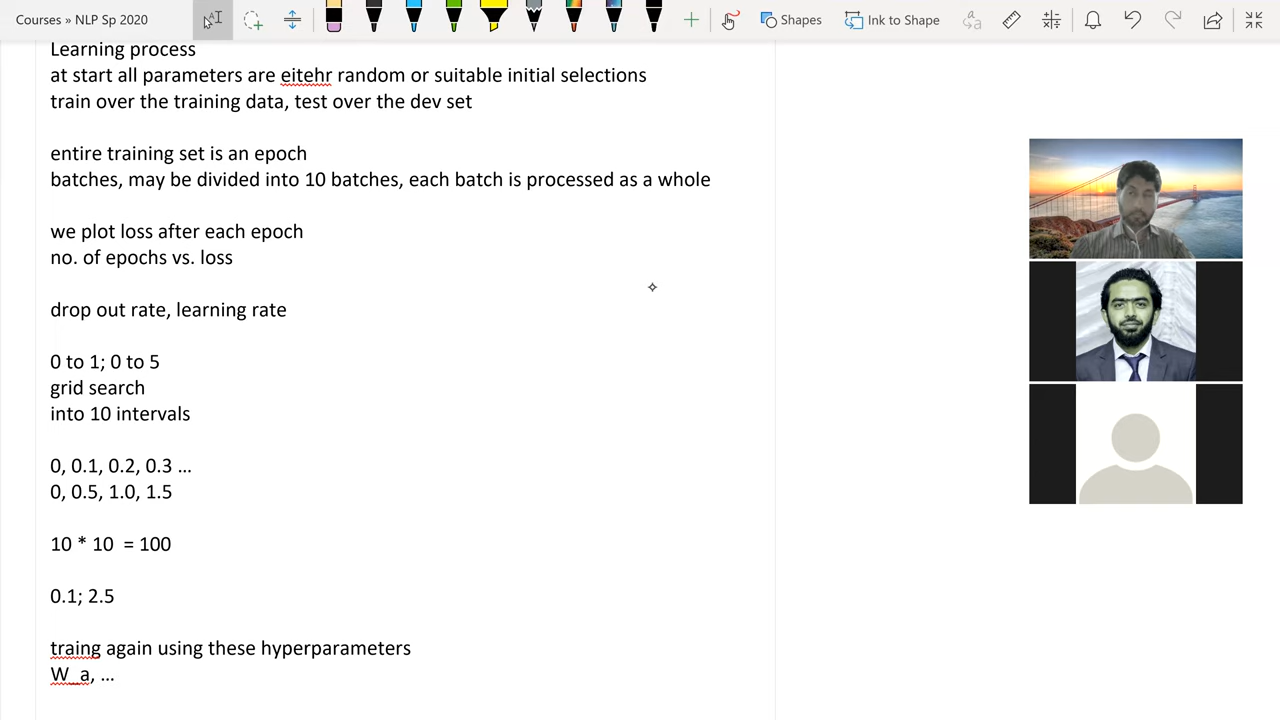 Courses » NLP Sp 2020
Shapes
Ink to Shape
Learning process
at start all parameters are eitehr random or suitable initial selections
train over the training data, test over the dev set
entire training set is an epoch
batches, may be divided into 10 batches, each batch is processed as a whole
we plot loss after each epoch
no. of epochs vs. loss
drop out rate, learning rate
0 to 1; 0 to 5
grid search
into 10 intervals
0, 0.1, 0.2, 0.3 ...
0, 0.5, 1.0, 1.5
10 * 10 = 100
0.1; 2.5
traing again using these hyperparameters
W_a, ...